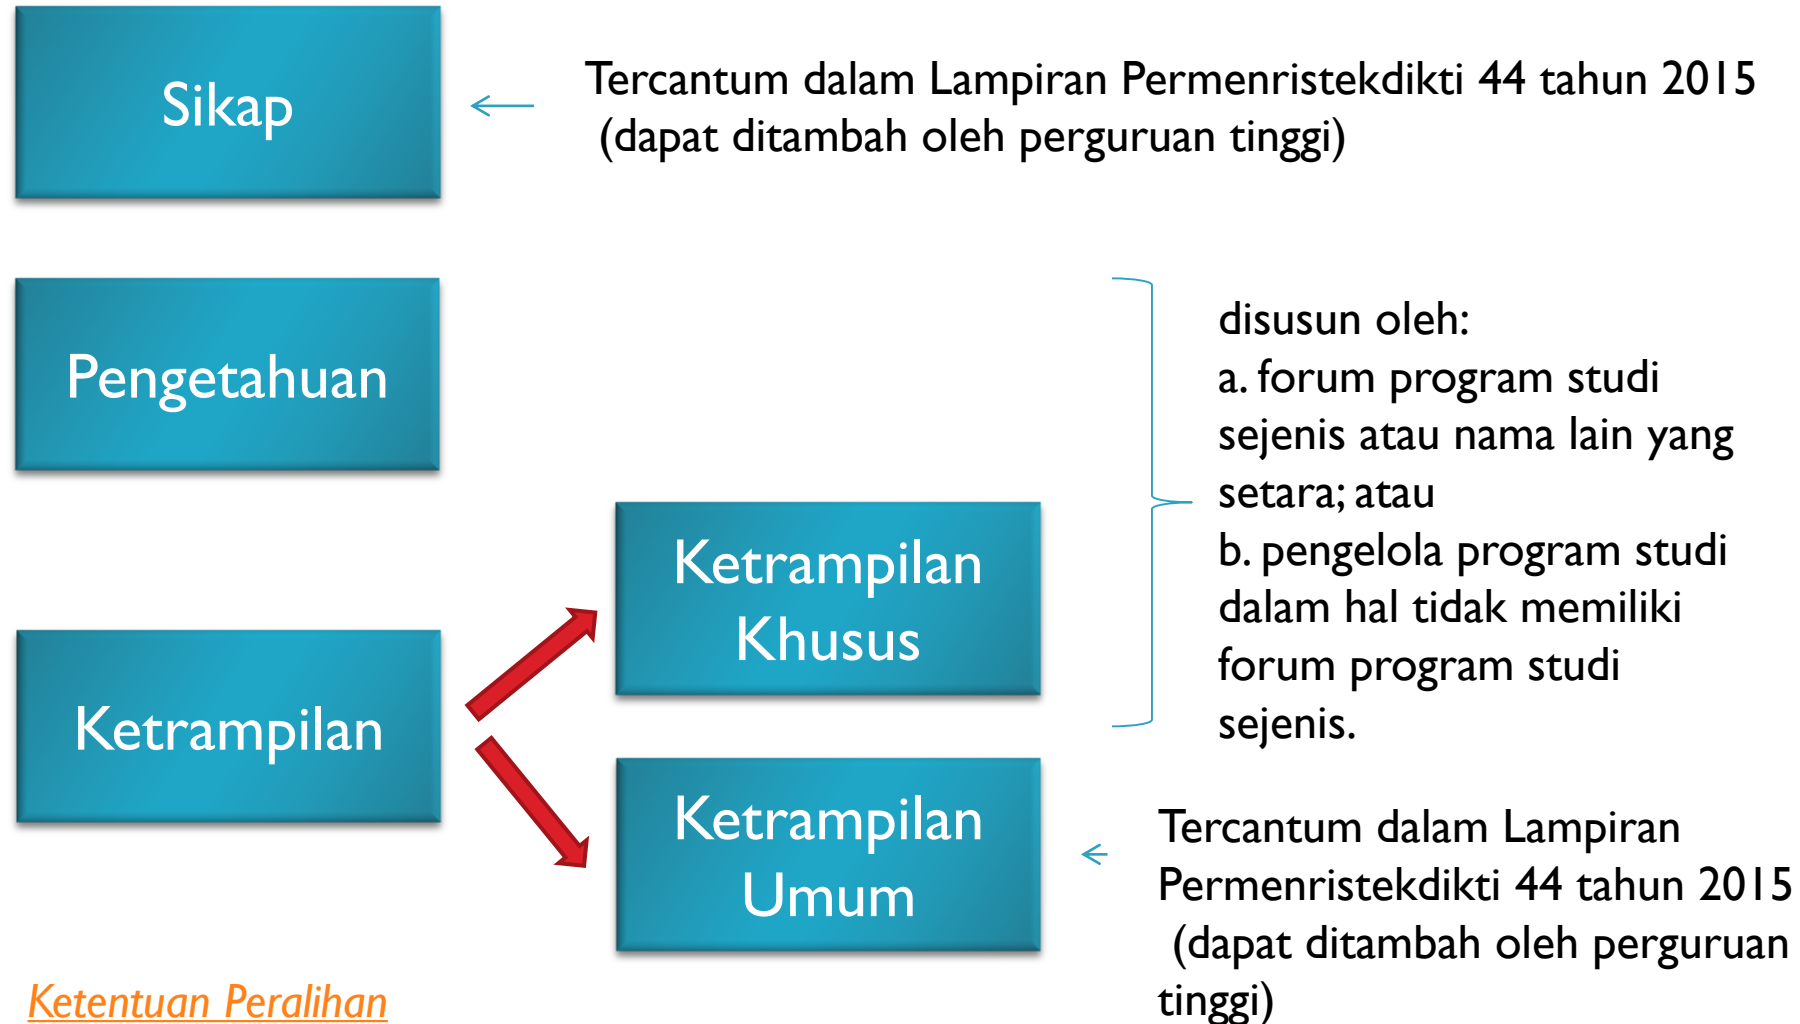 Sikap
Tercantum dalam Lampiran Permenristekdikti 44 tahun 2015
(dapat ditambah oleh perguruan tinggi)
Pengetahuan
disusun oleh:
a. forum program studi
sejenis atau nama lain yang
setara; atau
b. pengelola program studi
dalam hal tidak memiliki
forum program studi
sejenis.
Ketrampilan
Ketrampilan
Khusus
Ketrampilan
Umum
Tercantum dalam Lampiran
Permenristekdikti 44 tahun 2015
(dapat ditambah oleh perguruan
tinggi)
Ketentuan Peralihan